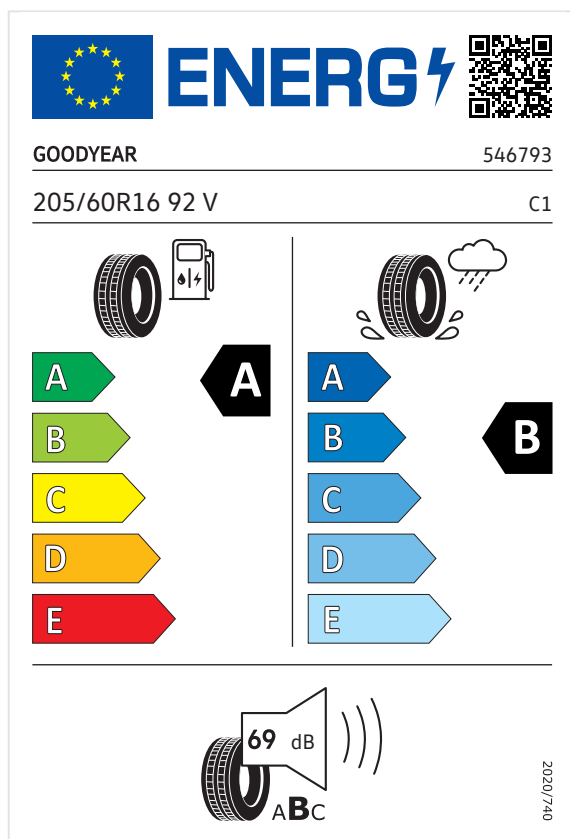 ENERG
GOODYEAR 546793
205/60R16 92 V C1
A A A
B B B
C C
D D
E E
69 dB
ABC
2020/740